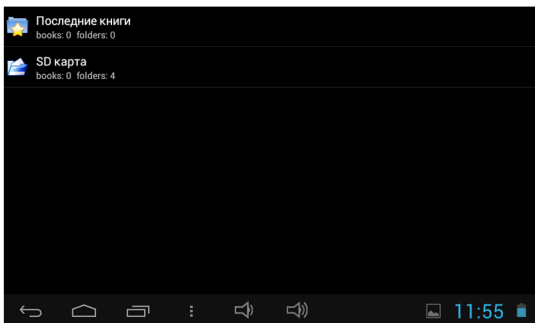 Последние книги
books: 0 folders: 0
SD карта
books: 0 folders: 4
11:55